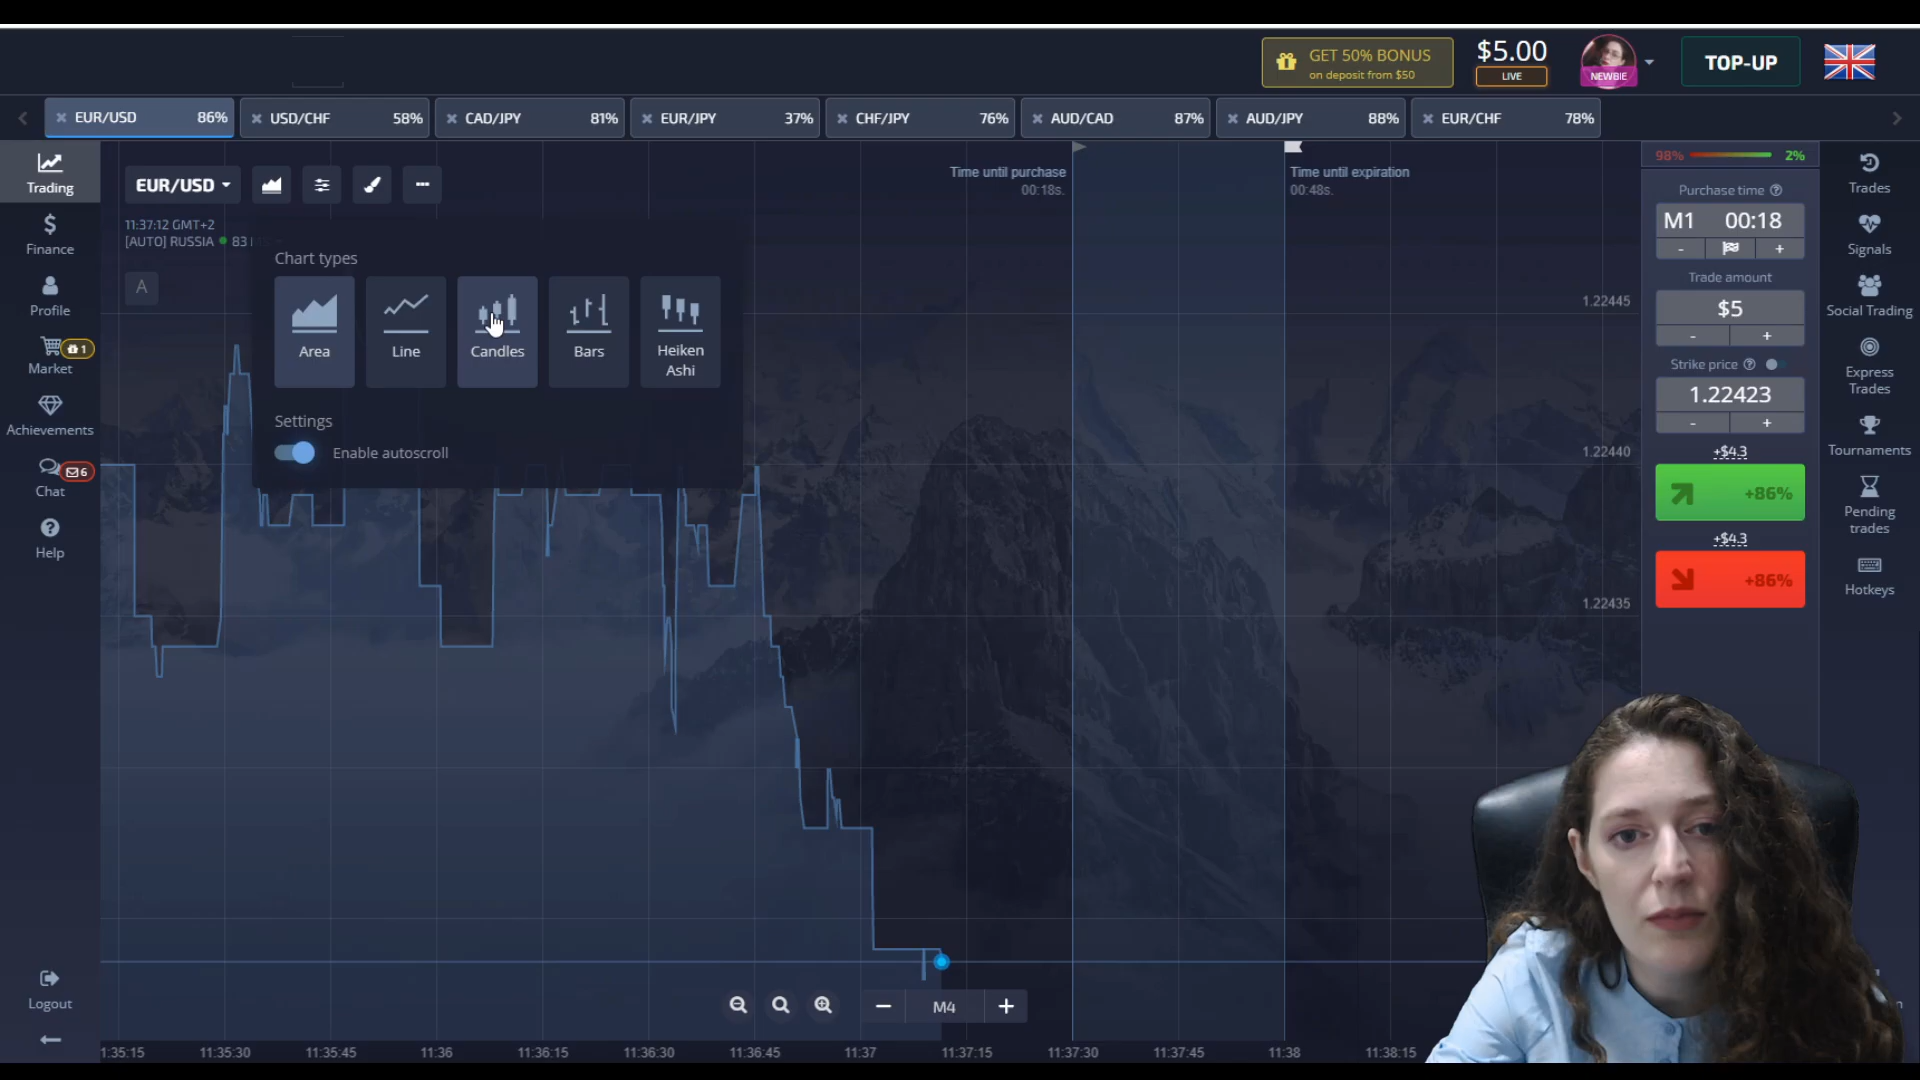 GET 50% BONUS
on deposit from $50
$5.00
LIVE
NEWBIE
TOP-UP
EUR/USD 86%
USD/CHF 58%
CAD/JPY 81%
EUR/JPY 37%
CHF/JPY 76%
AUD/CAD 87%
AUD/JPY 88%
EUR/CHF 78%
Trading
Finance
Profile
1
Market
Achievements
6
Chat
Help
Logout
EUR/USD
11:37:12 GMT+2
[AUTO] RUSSIA 83
A
Chart types
Area
Line
Candles
Bars
Heiken
Ashi
Settings
Enable autoscroll
Time until purchase
00:18s.
Time until expiration
00:48s.
1.22445
1.22440
1.22435
M4
1:35:15
11:35:30
11:35:45
11:36
11:36:15
11:36:30
11:36:45
11:37
11:37:15
11:37:30
11:37:45
11:38
11:38:15
98% 2%
Purchase time
M1 00:18
- +
Trade amount
$5
- +
Strike price
1.22423
- +
+$4.3
+86%
+$4.3
+86%
Trades
Signals
Social Trading
Express
Trades
Tournaments
Pending
trades
Hotkeys